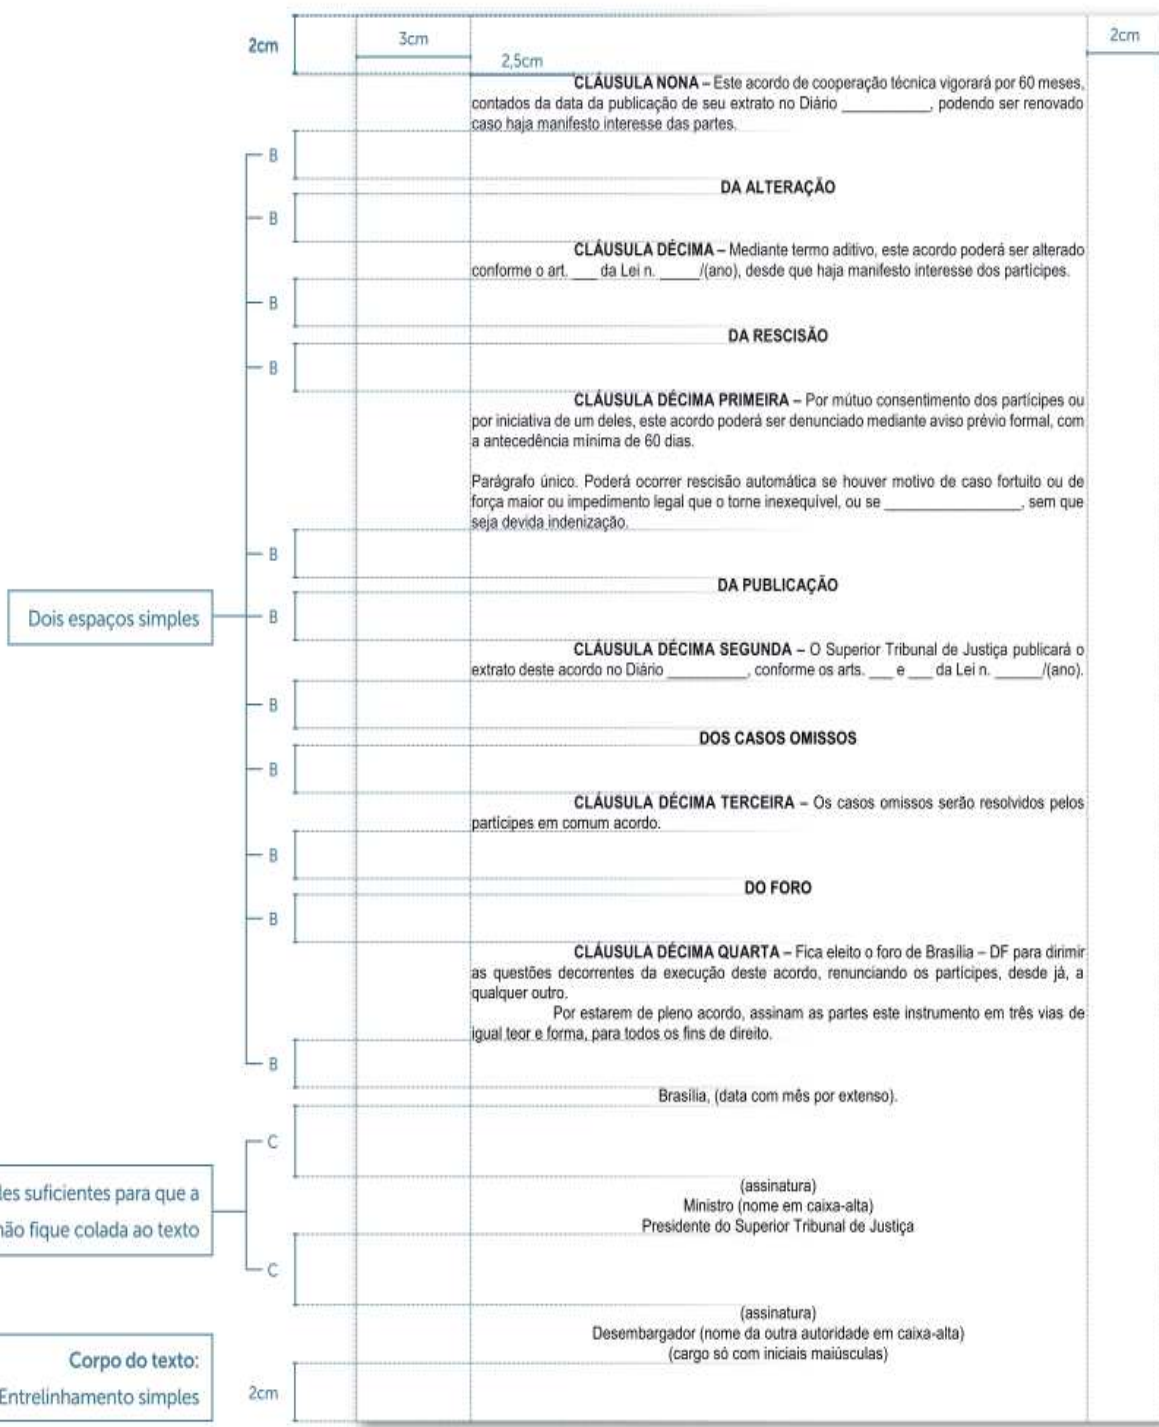 2cm
3cm
2cm
2,5cm
CLÁUSULA NONA – Este acordo de cooperação técnica vigorará por 60 meses,
contados da data da publicação de seu extrato no Diário ___________, podendo ser renovado
caso haja manifesto interesse das partes.
B
DA ALTERAÇÃO
B
CLÁUSULA DÉCIMA – Mediante termo aditivo, este acordo poderá ser alterado
conforme o art. ___ da Lei n. _____/(ano), desde que haja manifesto interesse dos partícipes.
B
DA RESCISÃO
B
CLÁUSULA DÉCIMA PRIMEIRA – Por mútuo consentimento dos partícipes ou
por iniciativa de um deles, este acordo poderá ser denunciado mediante aviso prévio formal, com
a antecedência mínima de 60 dias.
Parágrafo único. Poderá ocorrer rescisão automática se houver motivo de caso fortuito ou de
força maior ou impedimento legal que o torne inexequível, ou se _________________, sem que
seja devida indenização.
B
DA PUBLICAÇÃO
Dois espaços simples
B
CLÁUSULA DÉCIMA SEGUNDA – O Superior Tribunal de Justiça publicará o
extrato deste acordo no Diário __________, conforme os arts. ___ e ___ da Lei n. ______/(ano).
B
DOS CASOS OMISSOS
B
CLÁUSULA DÉCIMA TERCEIRA – Os casos omissos serão resolvidos pelos
partícipes em comum acordo.
B
DO FORO
B
CLÁUSULA DÉCIMA QUARTA – Fica eleito o foro de Brasília – DF para dirimir
as questões decorrentes da execução deste acordo, renunciando os partícipes, desde já, a
qualquer outro.
Por estarem de pleno acordo, assinam as partes este instrumento em três vias de
igual teor e forma, para todos os fins de direito.
B
Brasília, (data com mês por extenso).
C
les suficientes para que a
não fique colada ao texto
(assinatura)
Ministro (nome em caixa-alta)
Presidente do Superior Tribunal de Justiça
C
(assinatura)
Desembargador (nome da outra autoridade em caixa-alta)
(cargo só com iniciais maiúsculas)
Corpo do texto:
Entrelinhamento simples
2cm